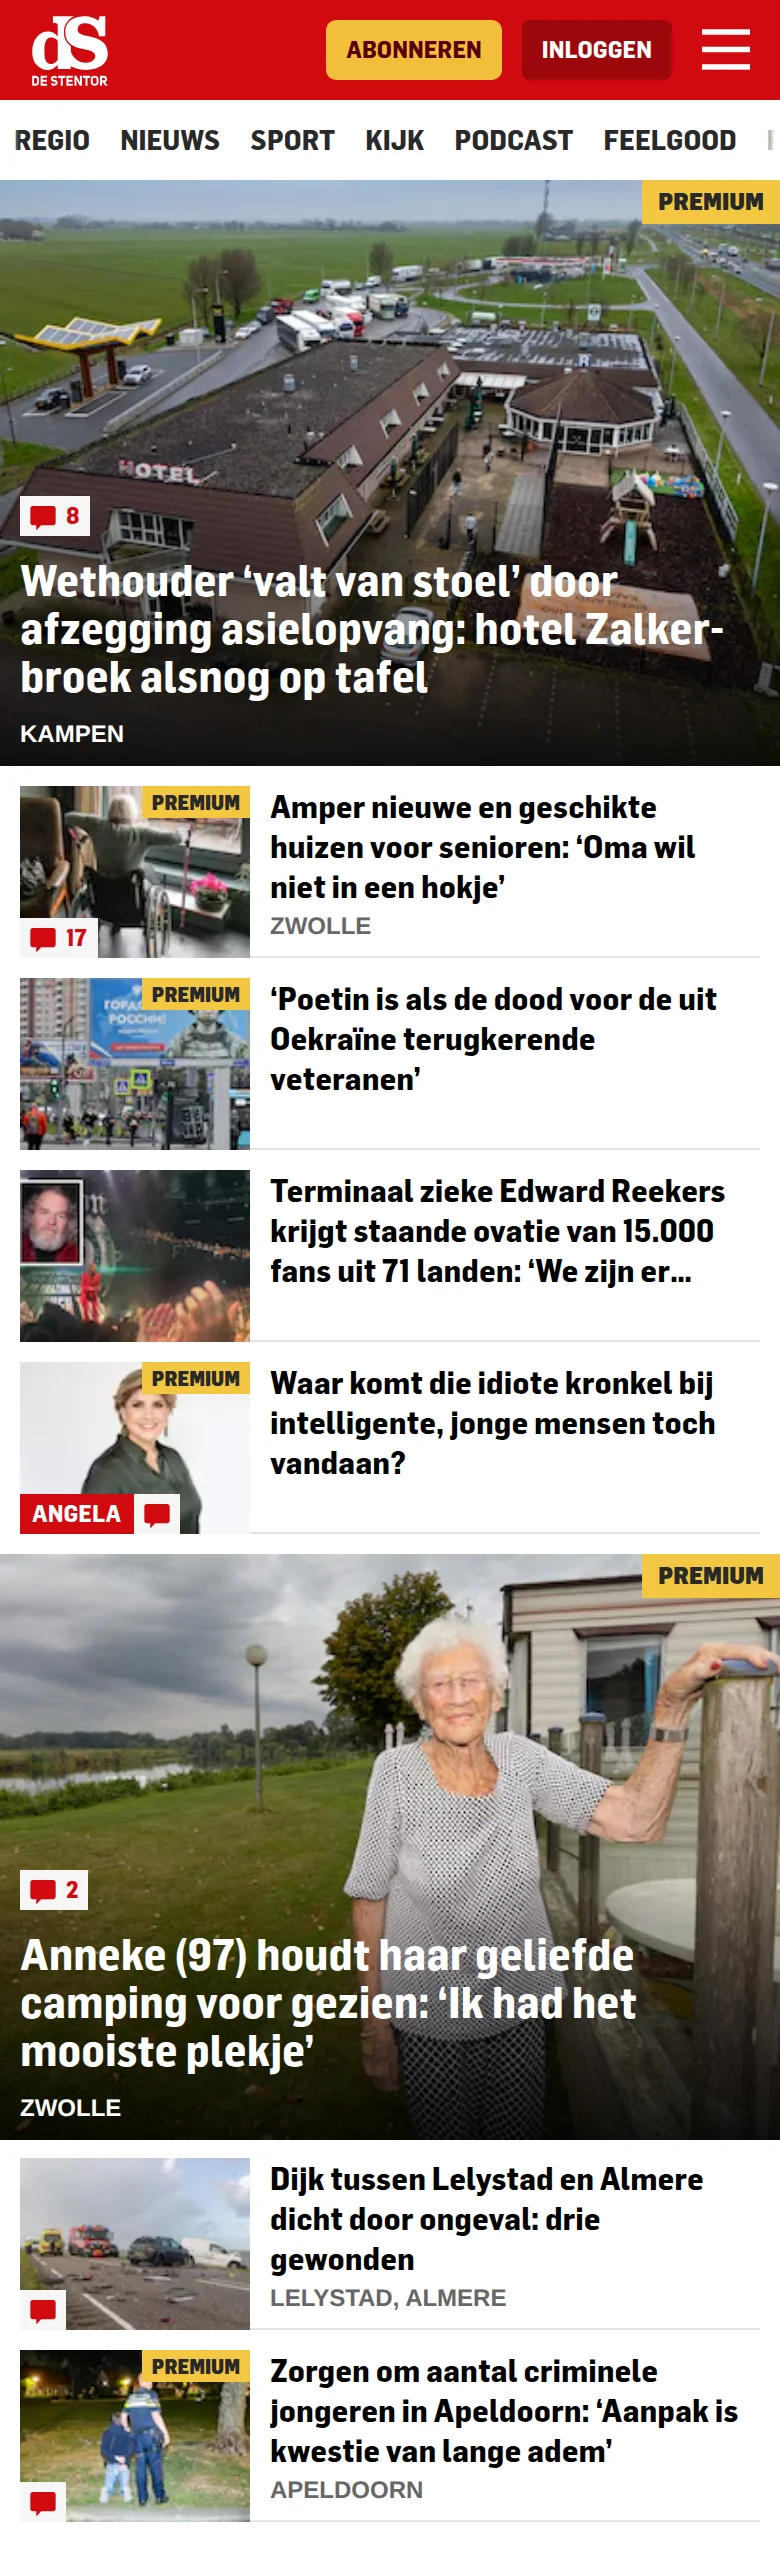 dS
DE STENTOR
ABONNEREN
INLOGGEN
REGIO NIEUWS SPORT KIJK PODCAST FEELGOOD
PREMIUM
HOTEL
8
Wethouder ‘valt van stoel’ door
afzegging asielopvang: hotel Zalker-
broek alsnog op tafel
KAMPEN
PREMIUM
17
Amper nieuwe en geschikte
huizen voor senioren: ‘Oma wil
niet in een hokje’
ZWOLLE
PREMIUM
РОССИИ!
‘Poetin is als de dood voor de uit
Oekraïne terugkerende
veteranen’
Terminaal zieke Edward Reekers
krijgt staande ovatie van 15.000
fans uit 71 landen: ‘We zijn er...
PREMIUM
ANGELA
Waar komt die idiote kronkel bij
intelligente, jonge mensen toch
vandaan?
PREMIUM
2
Anneke (97) houdt haar geliefde
camping voor gezien: ‘Ik had het
mooiste plekje’
ZWOLLE
Dijk tussen Lelystad en Almere
dicht door ongeval: drie
gewonden
LELYSTAD, ALMERE
PREMIUM
Zorgen om aantal criminele
jongeren in Apeldoorn: ‘Aanpak is
kwestie van lange adem’
APELDOORN